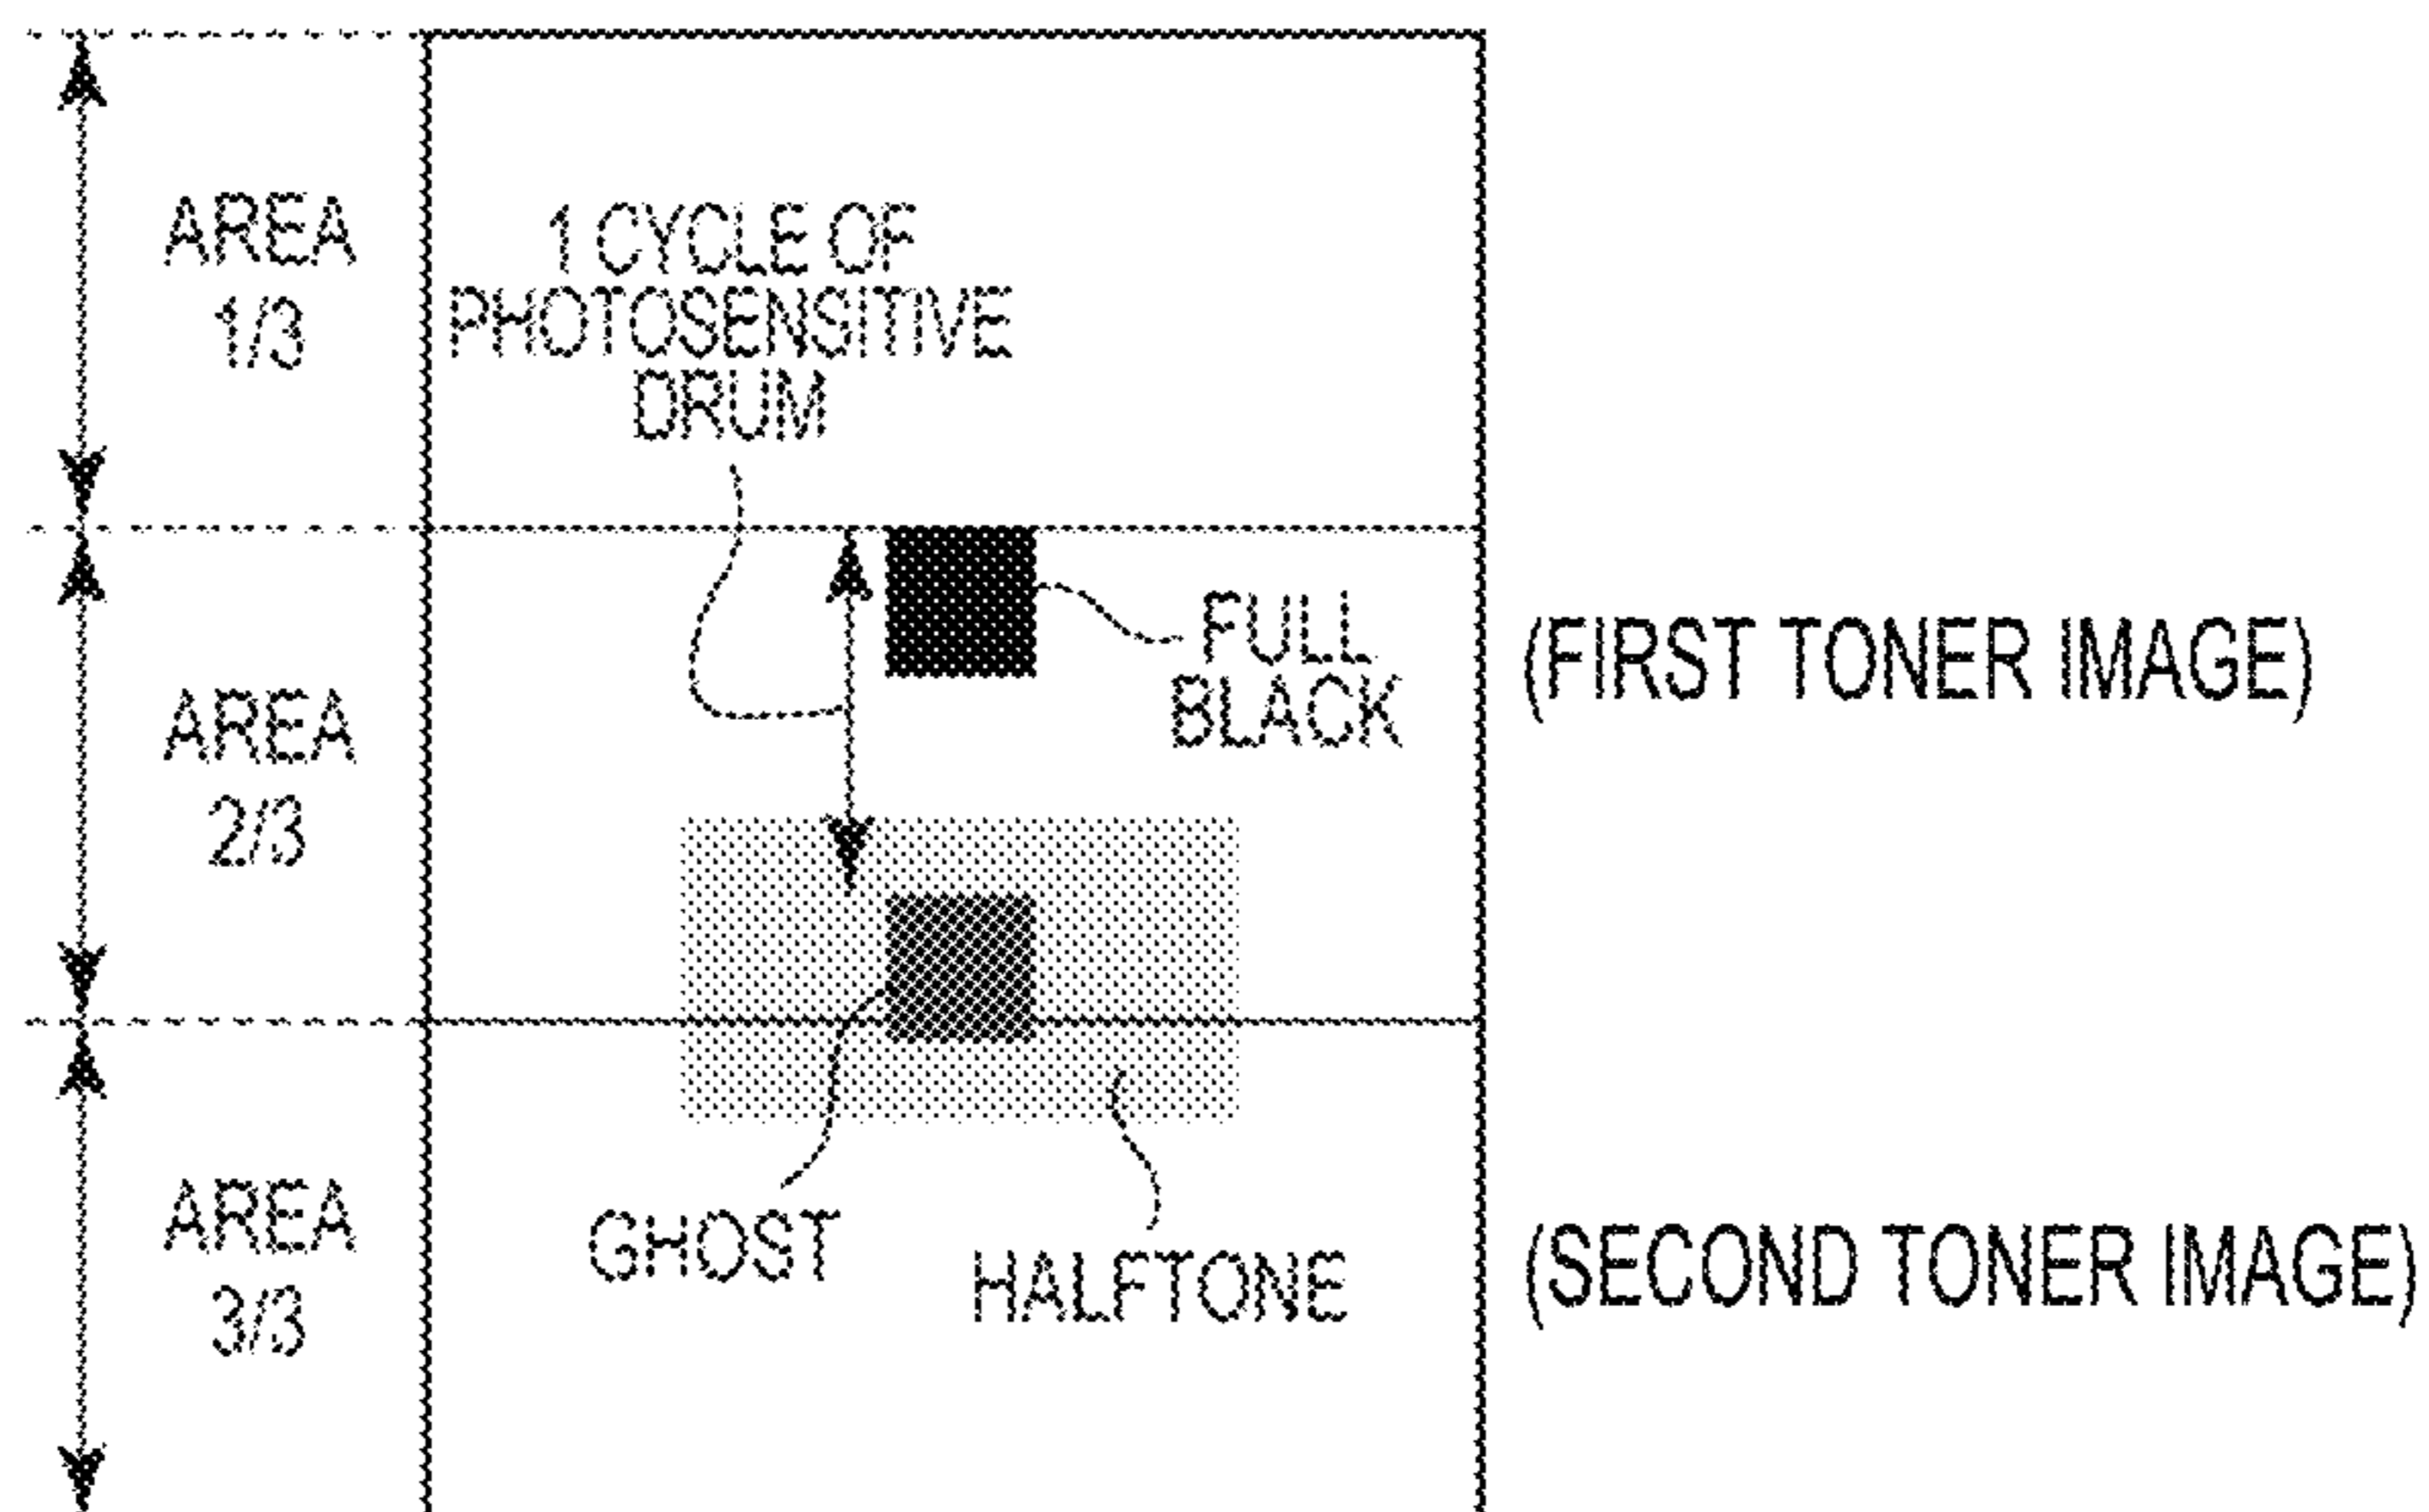 AREA
1/3
1 CYCLE OF
PHOTOSENSITIVE
DRUM
AREA
2/3
FULL
BLACK
(FIRST TONER IMAGE)
AREA
3/3
GHOST
HALFTONE
(SECOND TONER IMAGE)